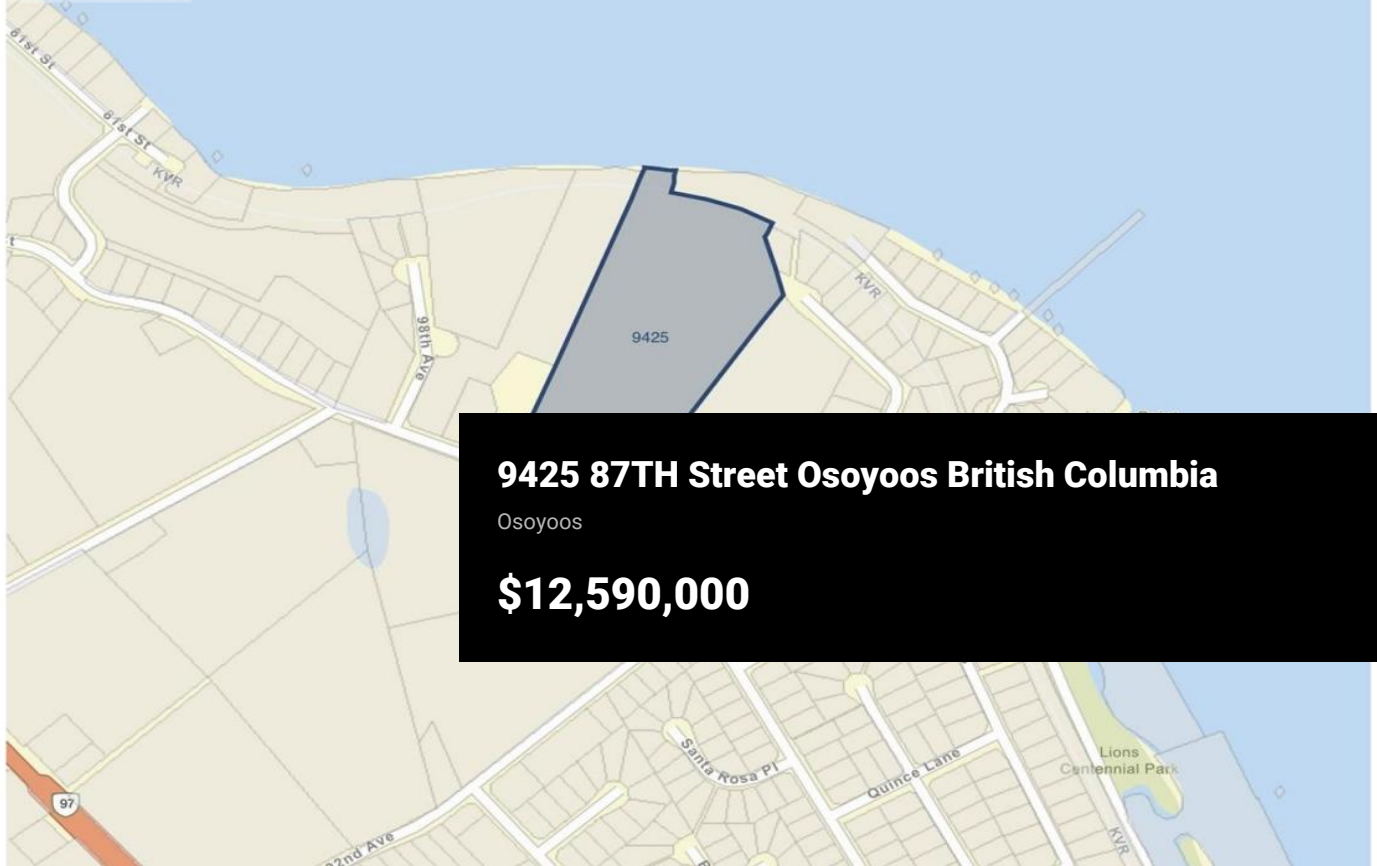 61st St
61st St
KVR
98th Ave
9425
KVR
9425 87TH Street Osoyoos British Columbia
Osoyoos
$12,590,000
Santa Rosa Pl
Quince Lane
Lions
Centennial Park
97
92nd Ave
KVR